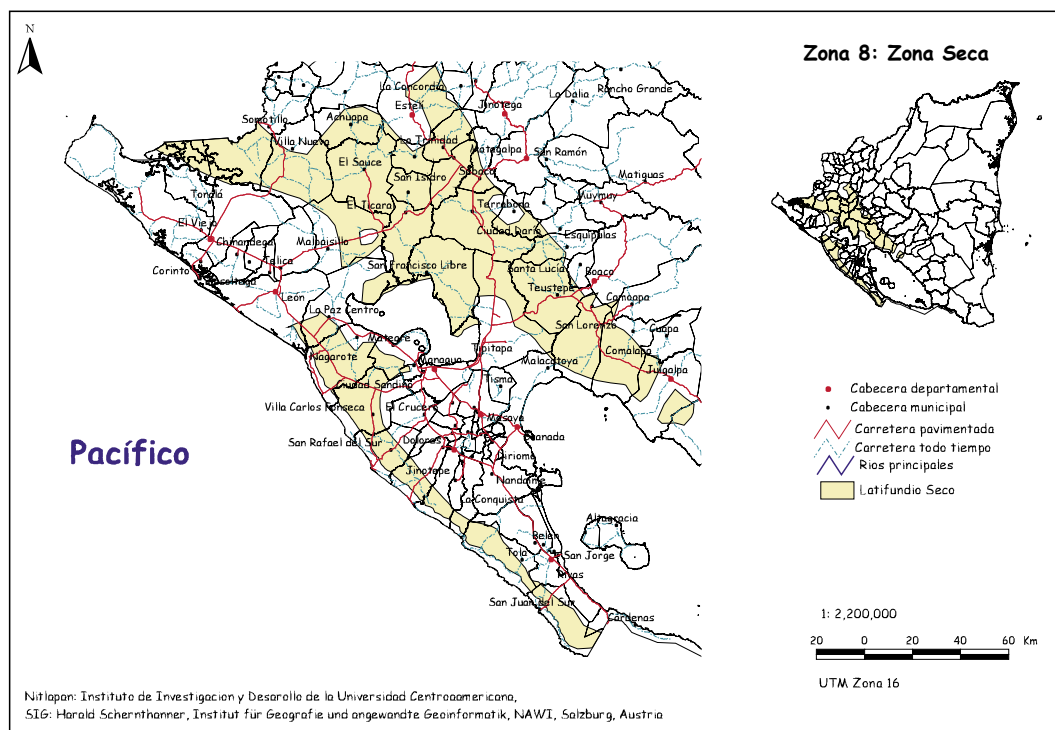 N
Zona 8: Zona Seca
La Concordia
Estelí
Jinotega
La Dalia
Rancho Grande
Somotillo
Achuapa
Villa Nueva
La Trinidad
Matagalpa
San Ramón
El Sauce
San Isidro
Sebaco
Matiguas
Tonalá
El Jicaral
Terrabona
Muymuy
El Viejo
Chinandega
Malpaisillo
Ciudad Darío
Esquipulas
Corinto
Telica
San Francisco Libre
Santa Lucía
Boaco
León
Teustepe
Camoapa
La Paz Centro
San Lorenzo
Cuapa
Mateare
Tipitapa
Comalapa
Nagarote
Managua
Malacatoya
Juigalpa
Ciudad Sandino
Tisma
Villa Carlos Fonseca
El Crucero
Masaya
San Rafael del Sur
Dolores
Granada
Diriomo
Jinotepe
Nandaime
La Conquista
Altagracia
Belén
Tola
San Jorge
Rivas
San Juan del Sur
Cárdenas
Pacífico
Cabecera departamental
Cabecera municipal
Carretera pavimentada
Carretera todo tiempo
Rios principales
Latifundio Seco
1: 2,200,000
20 0 20 40 60 Km
UTM Zona 16
Nitlapan: Instituto de Investigacion y Desarollo de la Universidad Centroamericana,
SIG: Harald Schernthanner, Institut für Geografie und angewandte Geoinformatik, NAWI, Salzburg, Austria